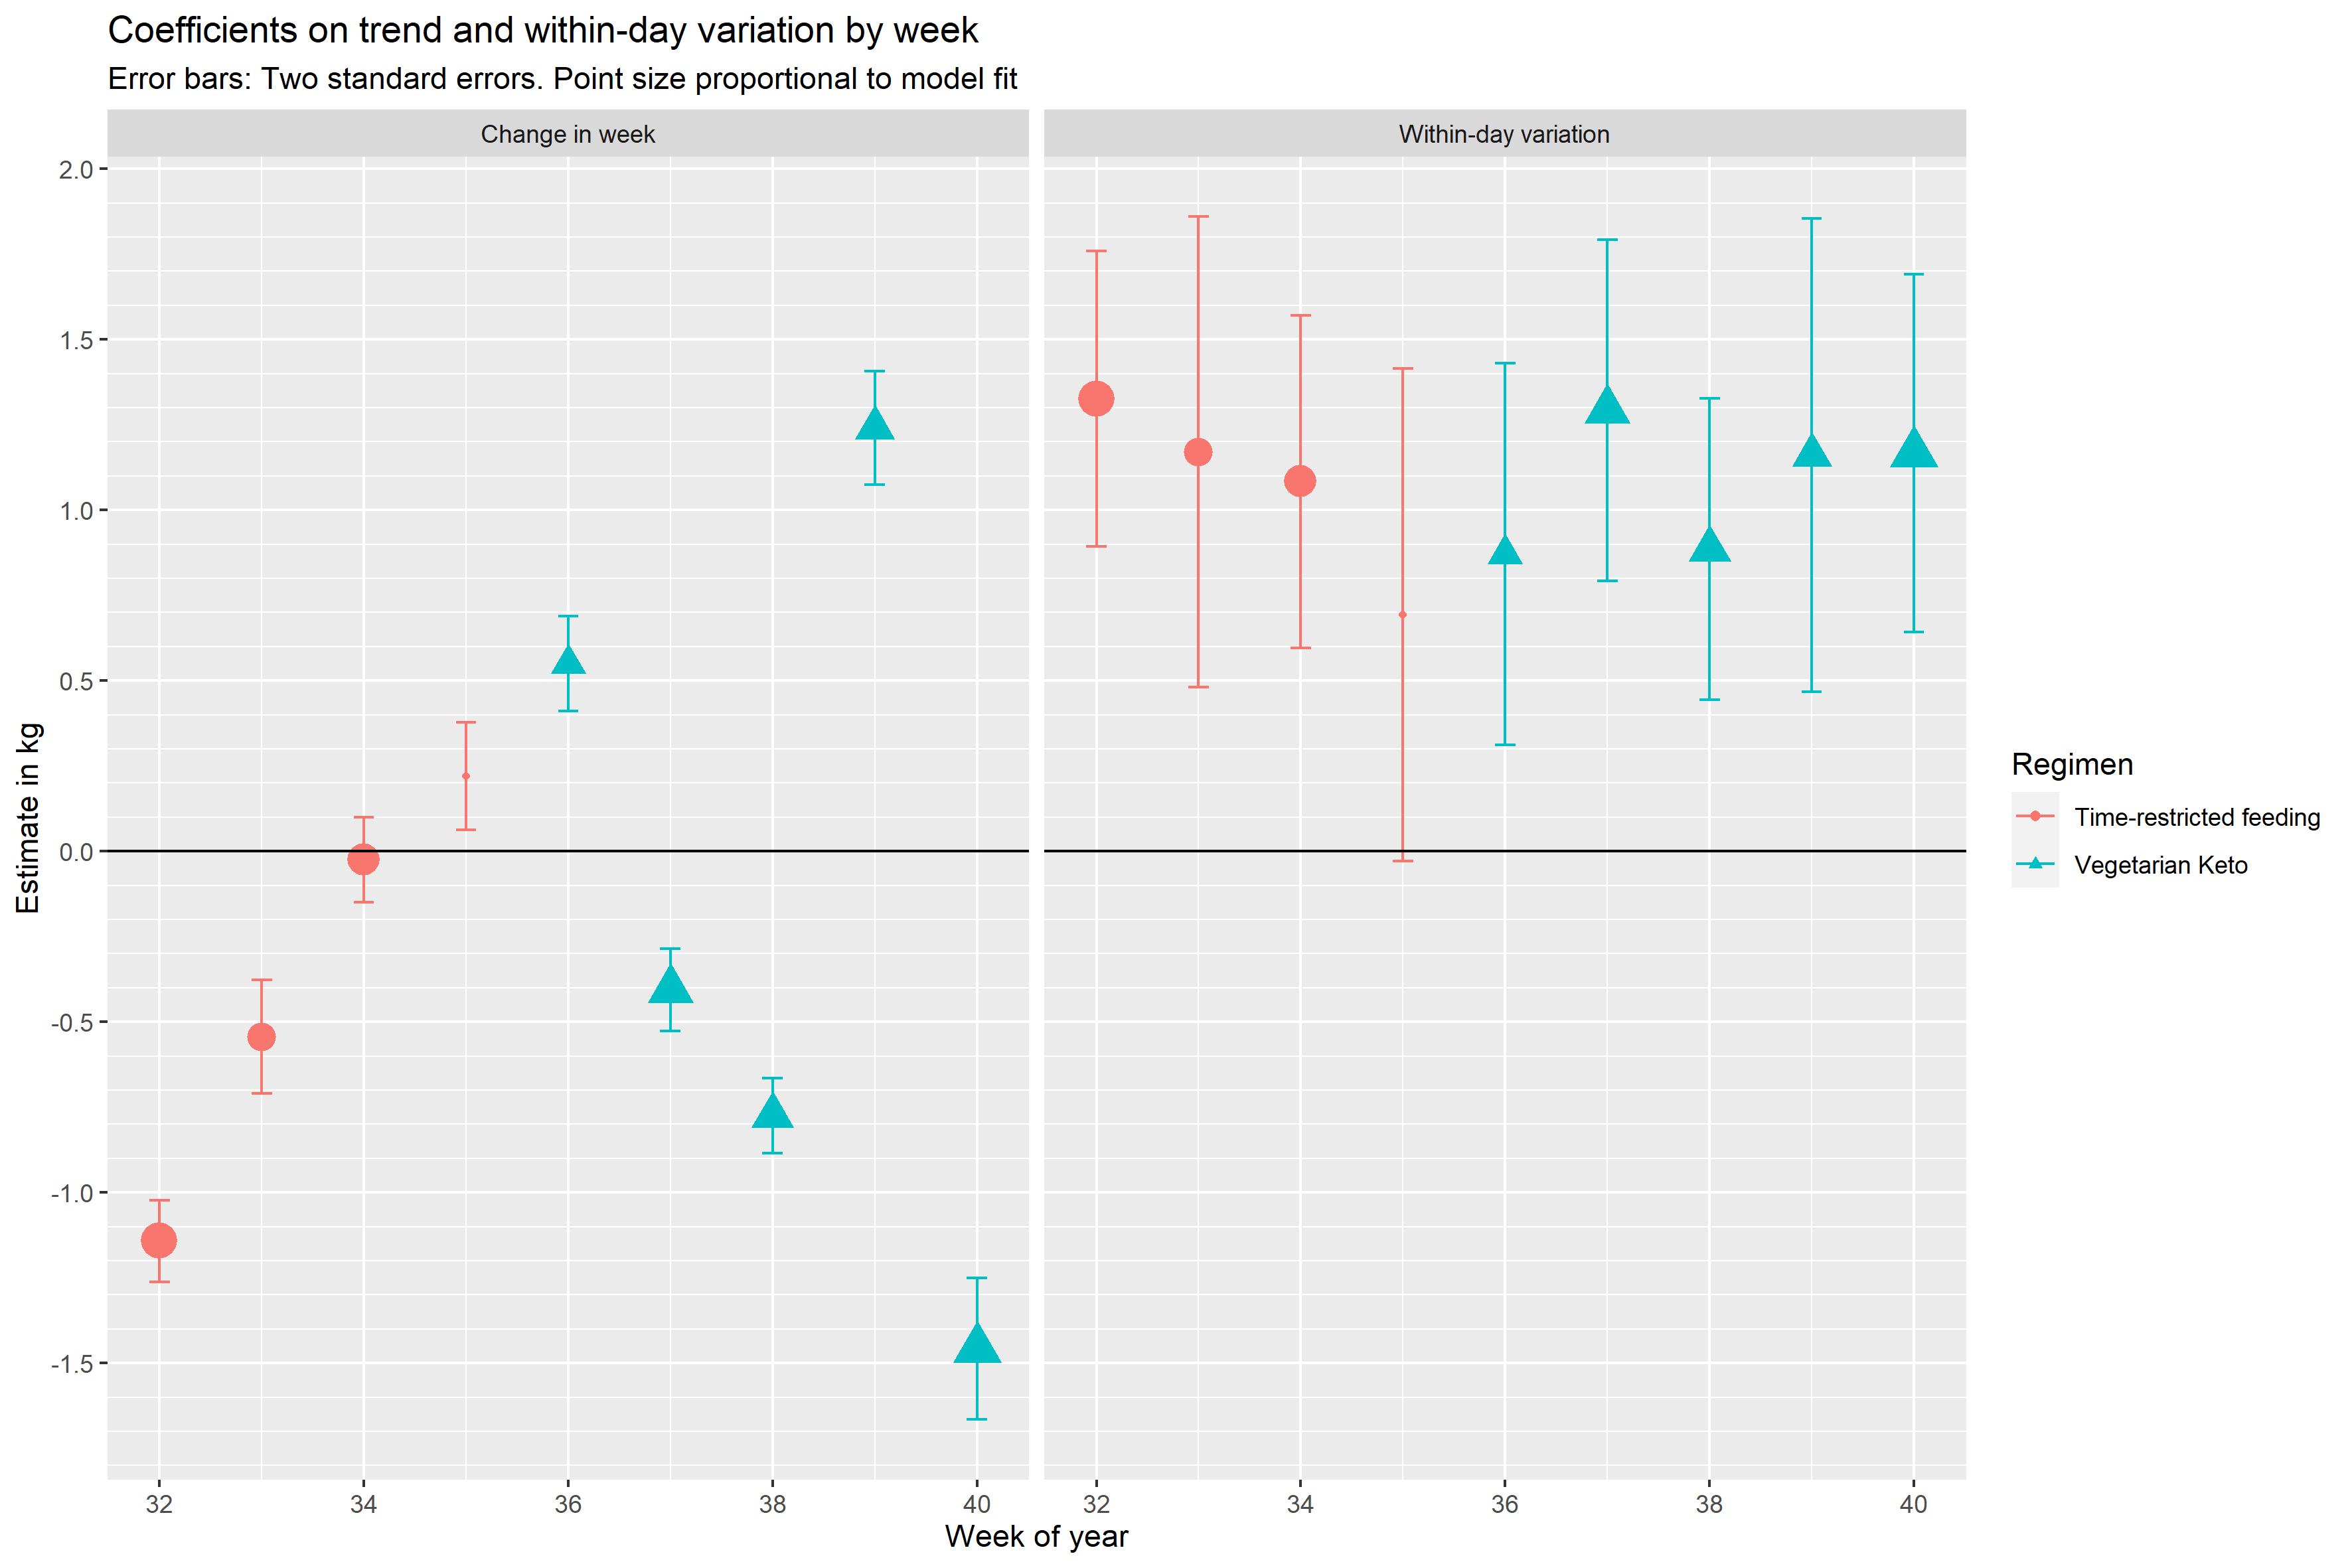 Coefficients on trend and within-day variation by week
Error bars: Two standard errors. Point size proportional to model fit
Change in week
Within-day variation
Estimate in kg
2.0
1.5
1.0
0.5
0.0
-0.5
-1.0
-1.5
32 34 36 38 40
32 34 36 38 40
Week of year
Regimen
Time-restricted feeding
Vegetarian Keto